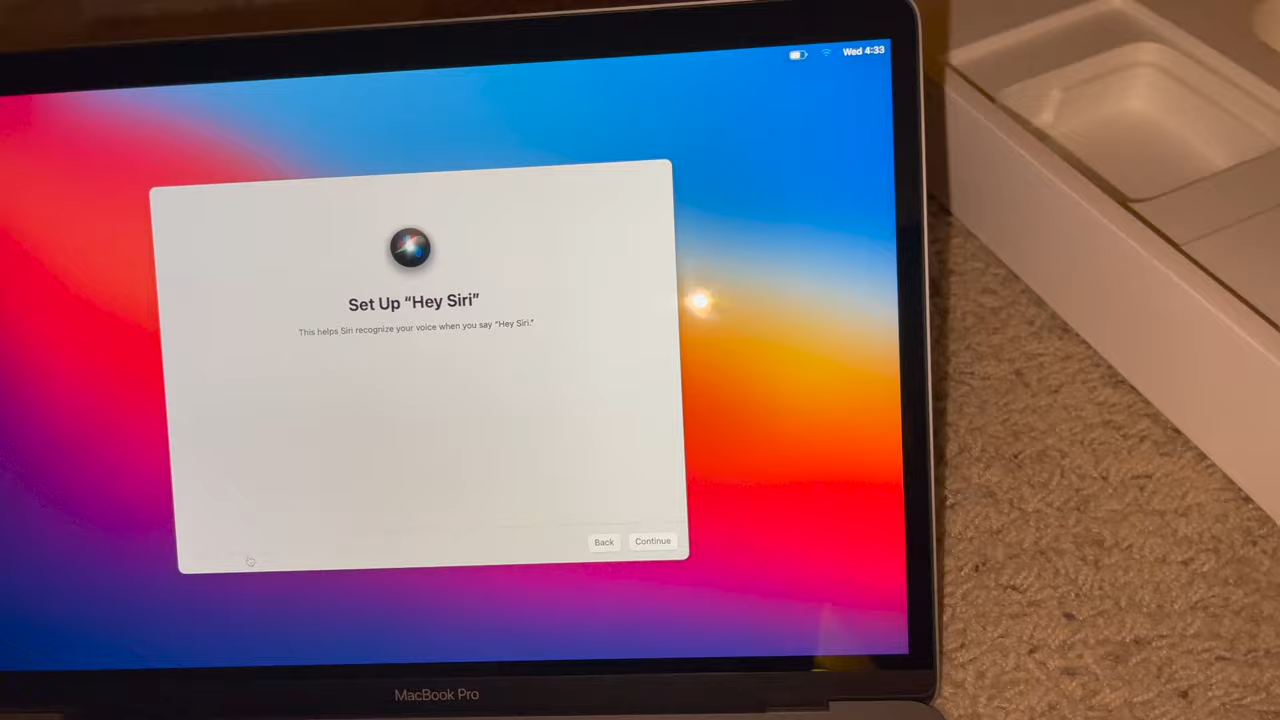 Wed 4:33
Set Up “Hey Siri”
This helps Siri recognize your voice when you say “Hey Siri.”
Back
Continue
MacBook Pro